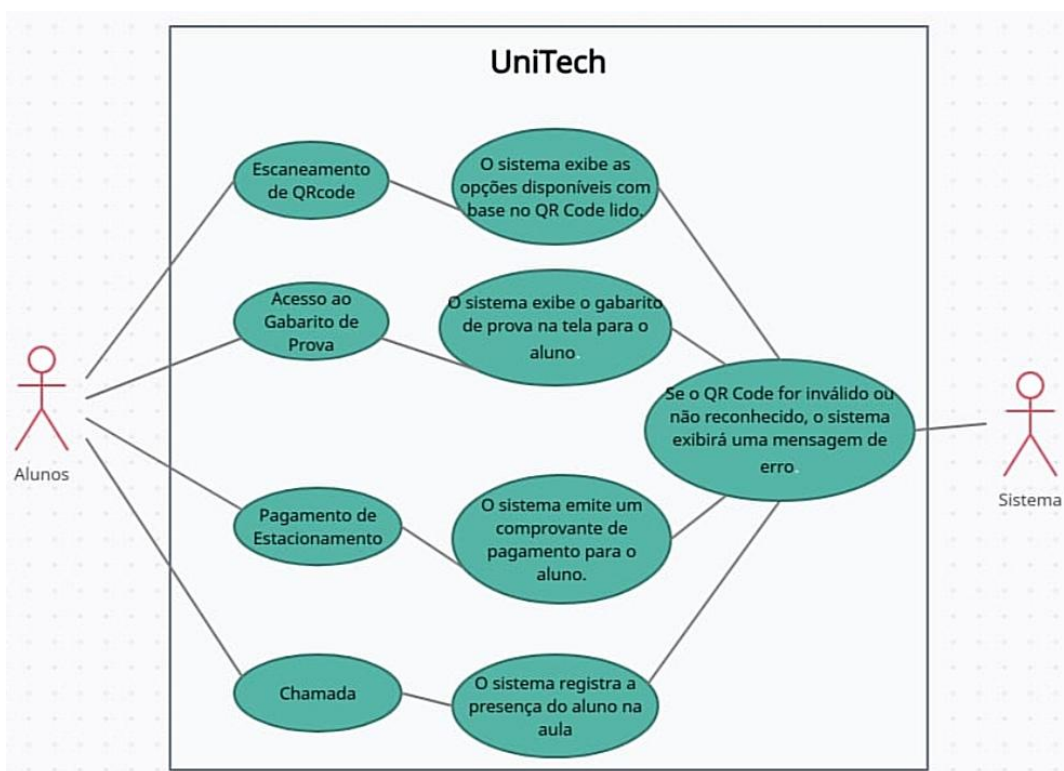 UniTech
Escaneamento
de QRcode
O sistema exibe as
opções disponíveis com
base no QR Code lido.
Acesso ao
Gabarito de
Prova
O sistema exibe o gabarito
de prova na tela para o
aluno.
Se o QR Code for inválido ou
não reconhecido, o sistema
exibirá uma mensagem de
erro.
Alunos
Sistema
Pagamento de
Estacionamento
O sistema emite um
comprovante de
pagamento para o
aluno.
Chamada
O sistema registra a
presença do aluno na
aula